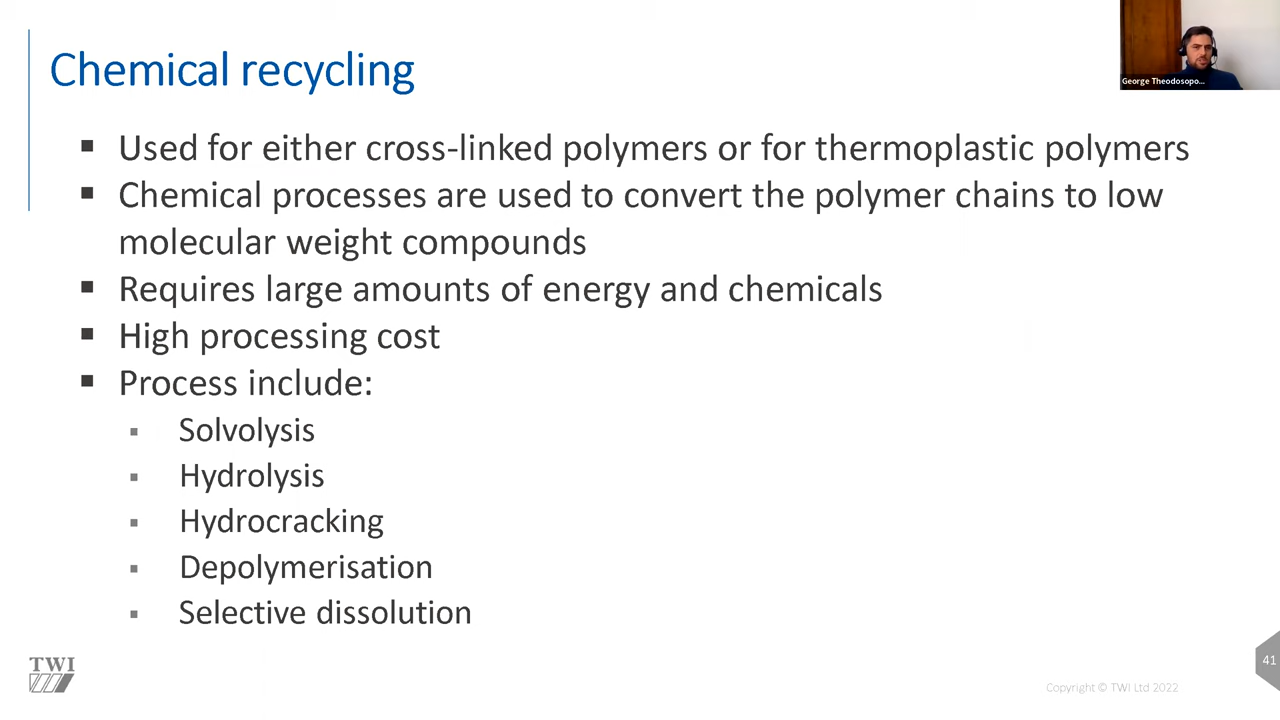 Chemical recycling
George Theodosopo...
▪ Used for either cross-linked polymers or for thermoplastic polymers
▪ Chemical processes are used to convert the polymer chains to low
molecular weight compounds
▪ Requires large amounts of energy and chemicals
▪ High processing cost
▪ Process include:
▪ Solvolysis
▪ Hydrolysis
▪ Hydrocracking
▪ Depolymerisation
▪ Selective dissolution
TWI
41
Copyright © TWI Ltd 2022